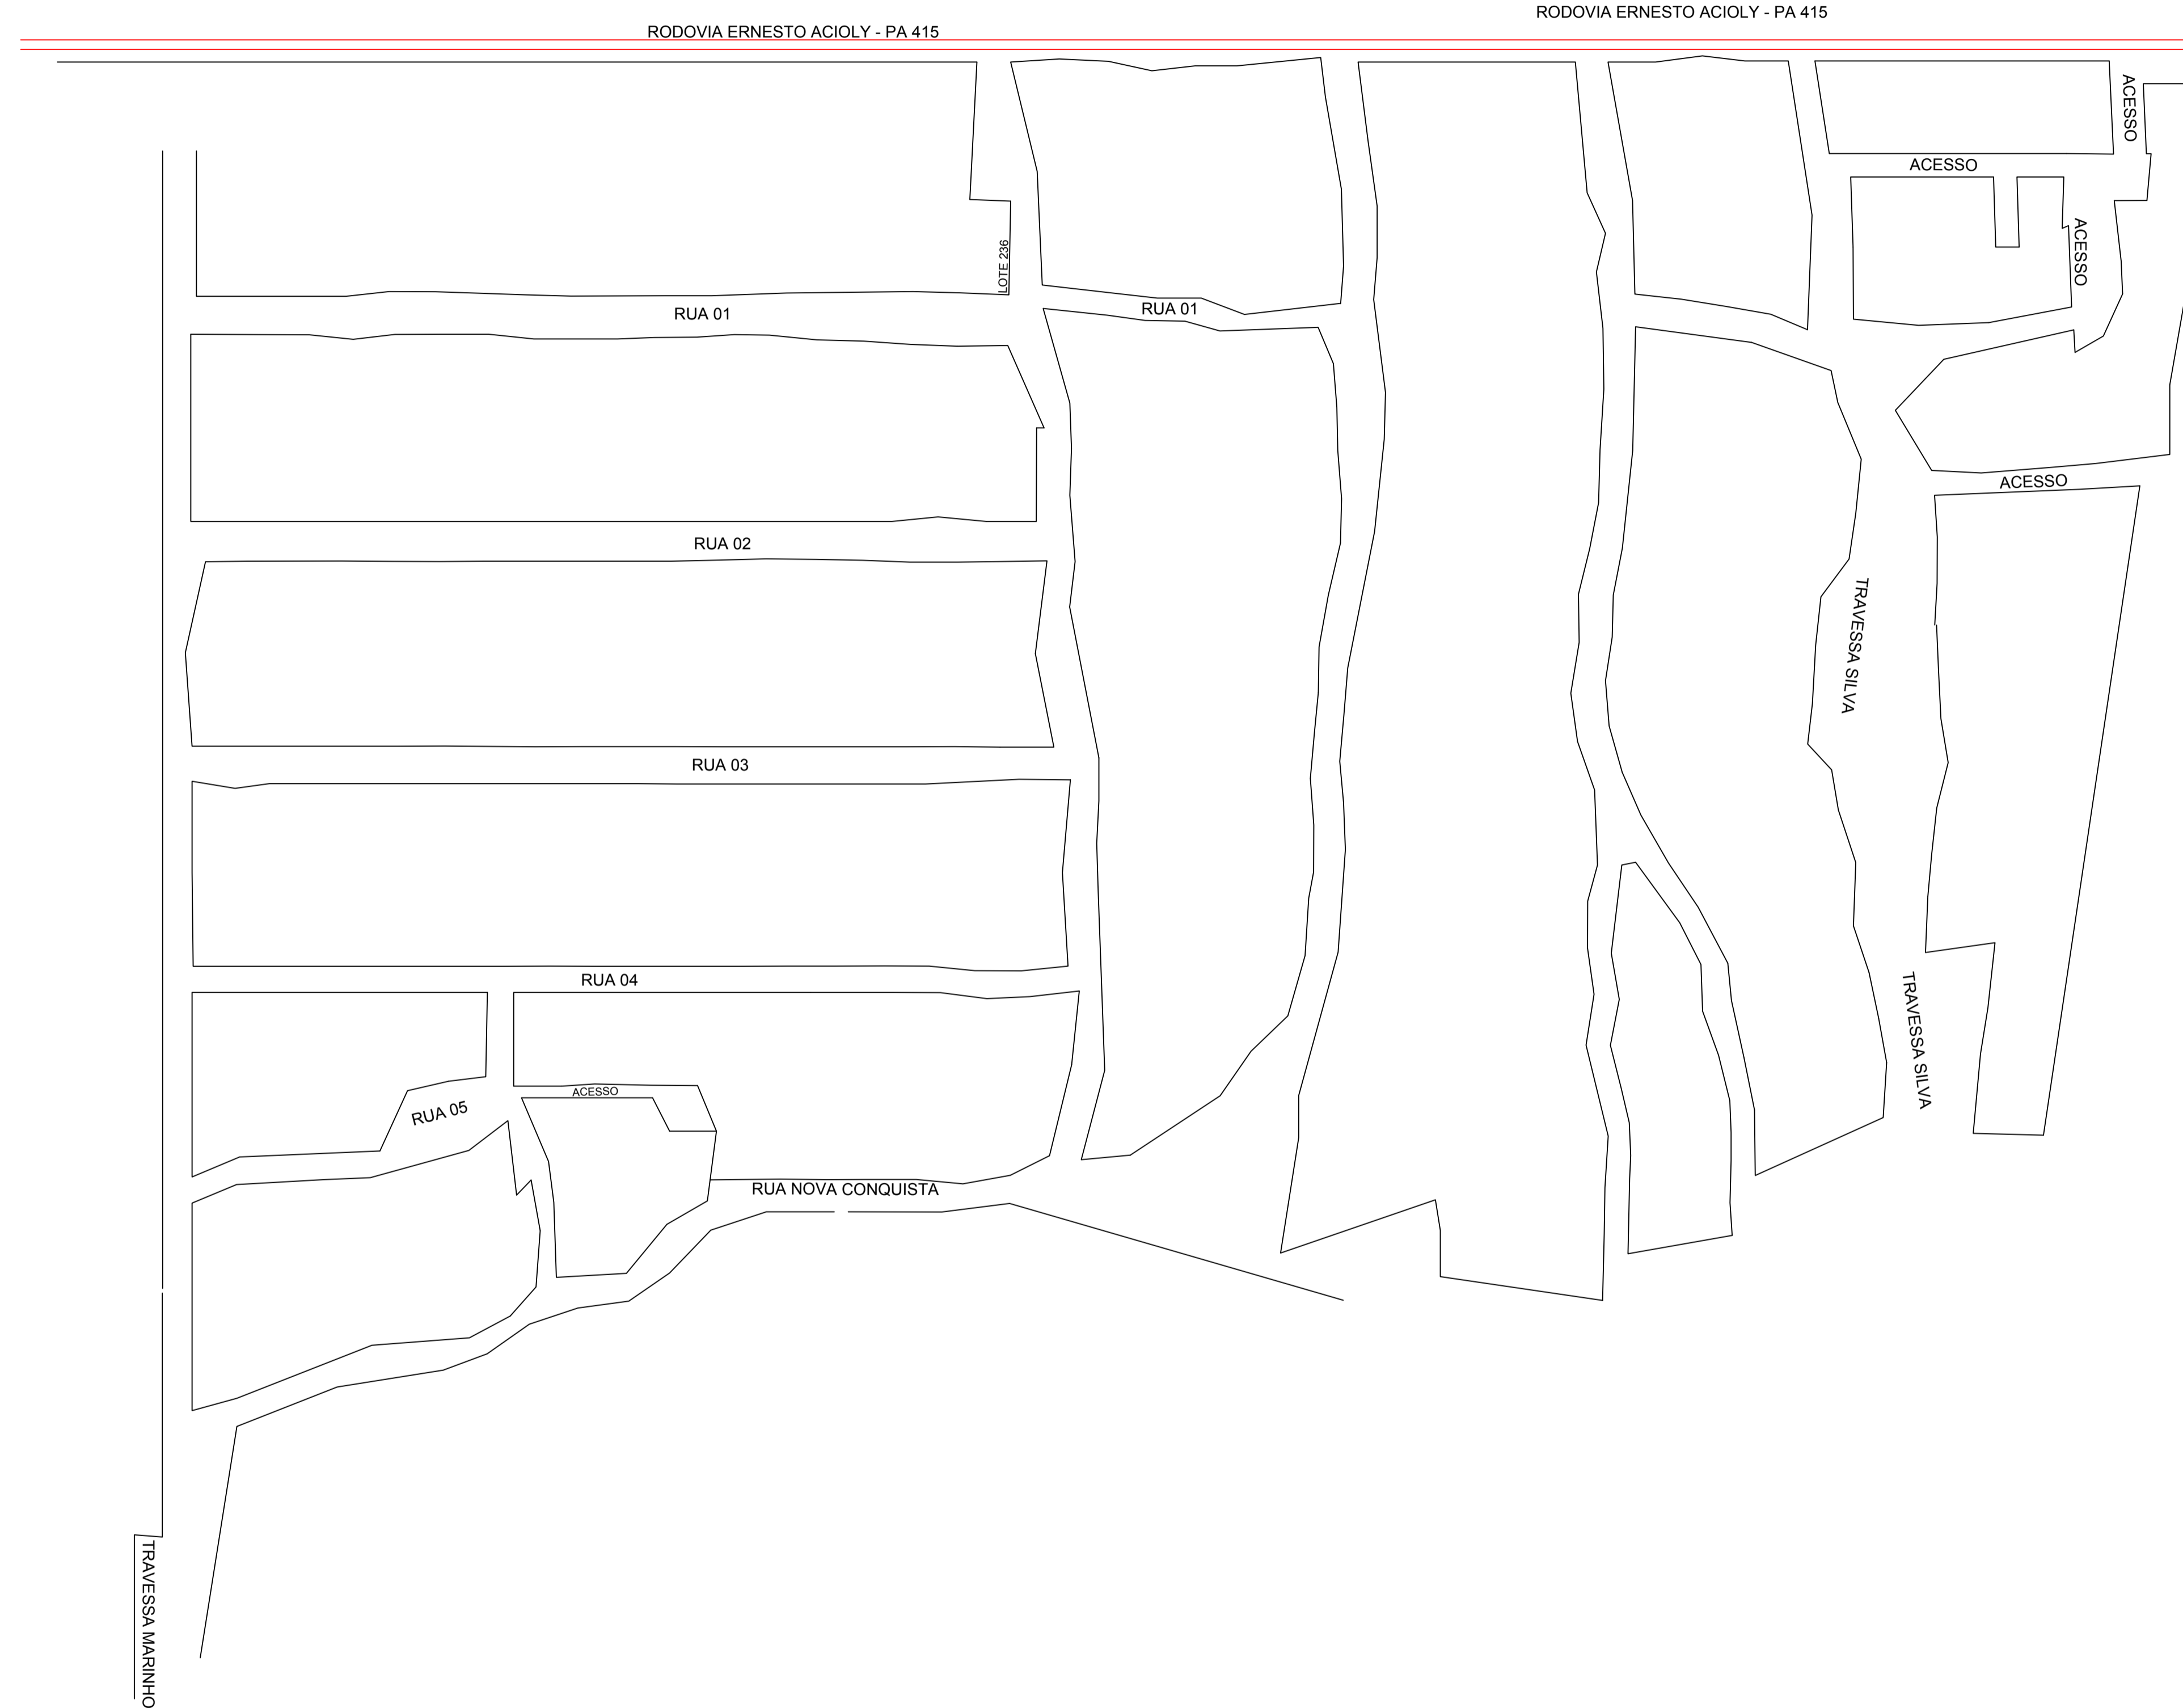 RODOVIA ERNESTO ACIOLY - PA 415
RODOVIA ERNESTO ACIOLY - PA 415
ACESSO
ACESSO
ACESSO
LOTE 236
RUA 01
RUA 01
ACESSO
RUA 02
TRAVESSA SILVA
RUA 03
RUA 04
TRAVESSA SILVA
ACESSO
RUA 05
RUA NOVA CONQUISTA
TRAVESSA MARINHO